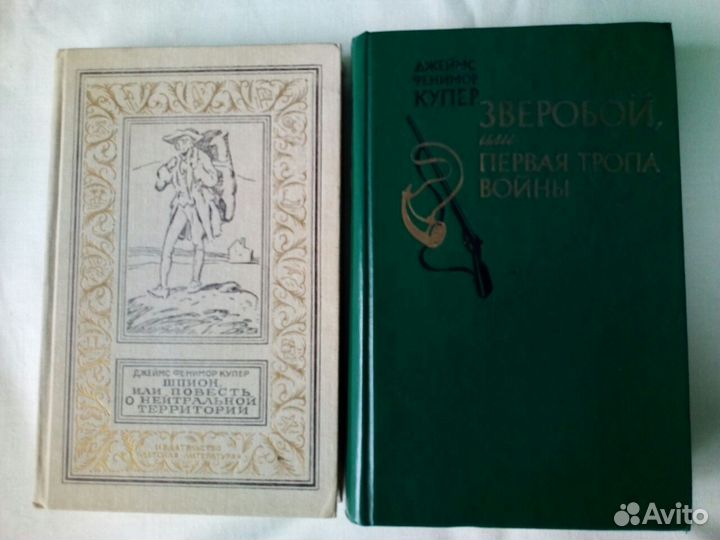 ДЖЕЙМС ФЕНИМОР КУПЕР
ШПИОН,
ИЛИ ПОВЕСТЬ
О НЕЙТРАЛЬНОЙ
ТЕРРИТОРИИ
ИЗДАТЕЛЬСТВО
«ДЕТСКАЯ ЛИТЕРАТУРА»
ДЖЕЙМС
ФЕНИМОР
КУПЕР
ЗВЕРОБОЙ,
или
ПЕРВАЯ ТРОПА
ВОЙНЫ
Avito